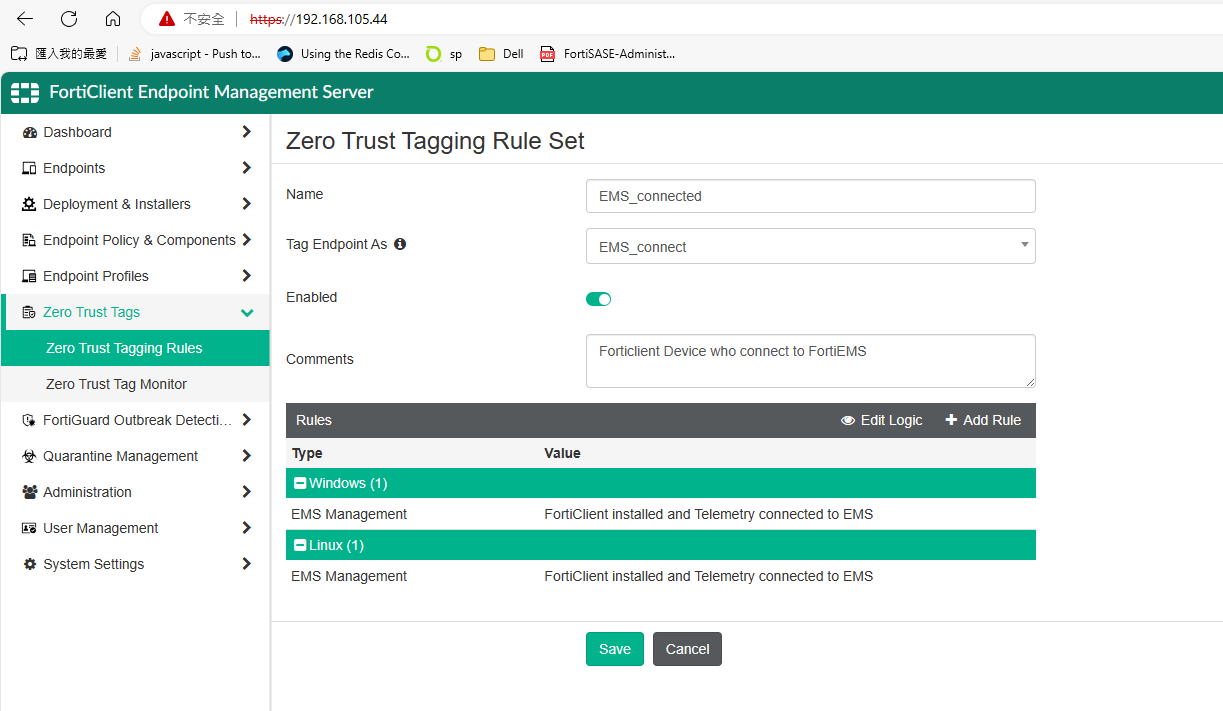 不安全 https://192.168.105.44
匯入我的最愛 javascript - Push to... Using the Redis Co... sp Dell PDF FortiSASE-Administ...
FortiClient Endpoint Management Server
Dashboard
Endpoints
Deployment & Installers
Endpoint Policy & Components
Endpoint Profiles
Zero Trust Tags
Zero Trust Tagging Rules
Zero Trust Tag Monitor
FortiGuard Outbreak Detecti...
Quarantine Management
Administration
User Management
System Settings
Zero Trust Tagging Rule Set
Name EMS_connected
Tag Endpoint As EMS_connect
Enabled
Comments Forticlient Device who connect to FortiEMS
Rules Edit Logic Add Rule
Type Value
Windows (1)
EMS Management FortiClient installed and Telemetry connected to EMS
Linux (1)
EMS Management FortiClient installed and Telemetry connected to EMS
Save Cancel